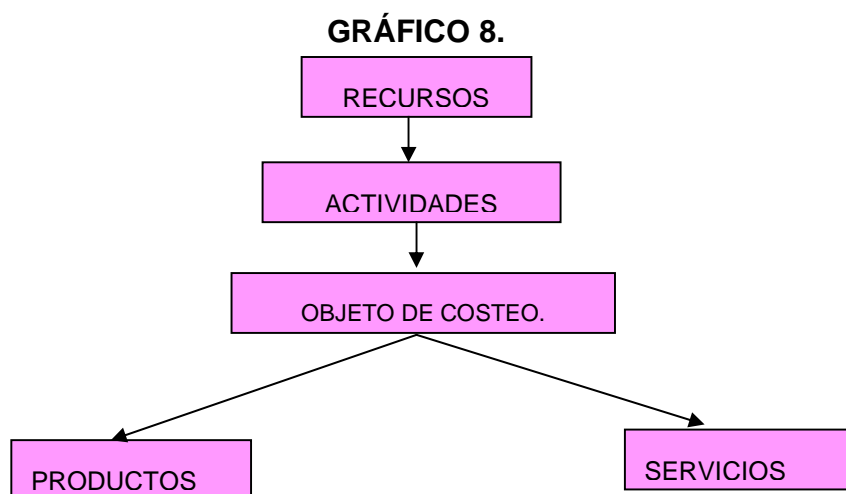 GRÁFICO 8.
RECURSOS
ACTIVIDADES
OBJETO DE COSTEO.
PRODUCTOS
SERVICIOS